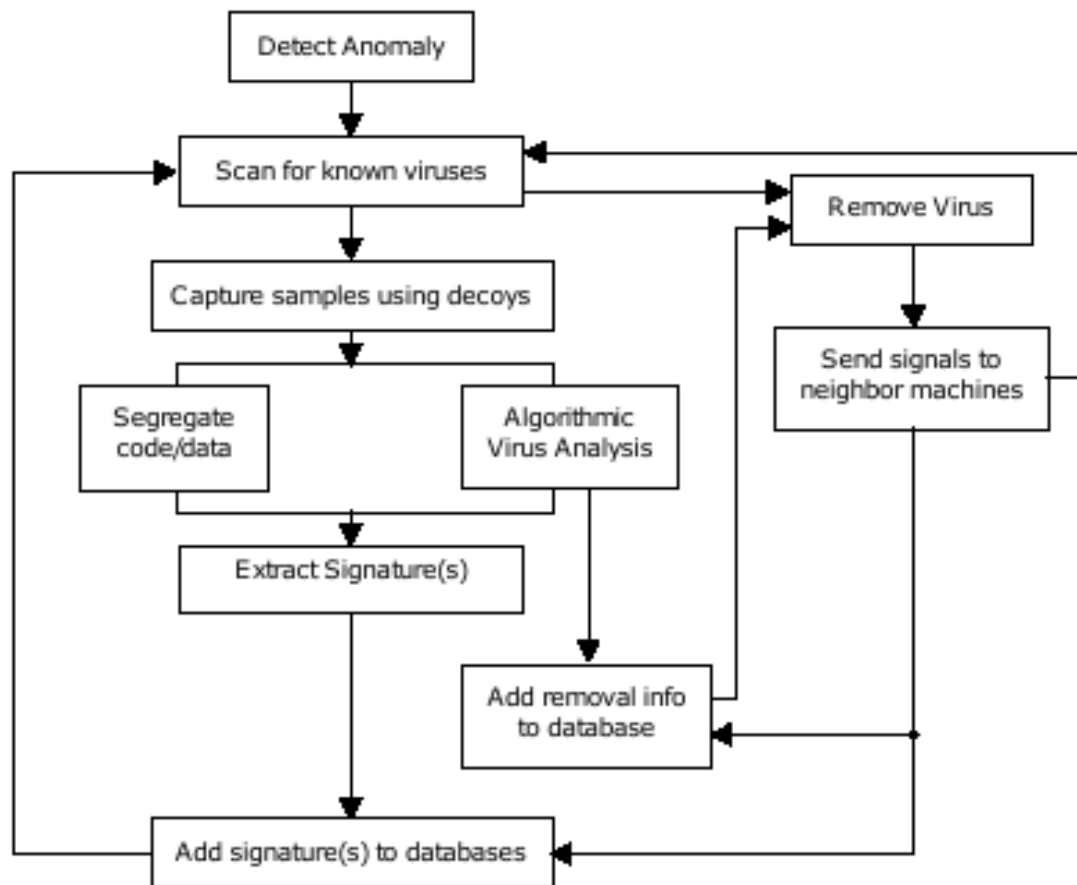 Detect Anomaly
Scan for known viruses
Remove Virus
Capture samples using decoys
Send signals to
neighbor machines
Segregate
code/data
Algorithmic
Virus Analysis
Extract Signature(s)
Add removal info
to database
Add signature(s) to databases